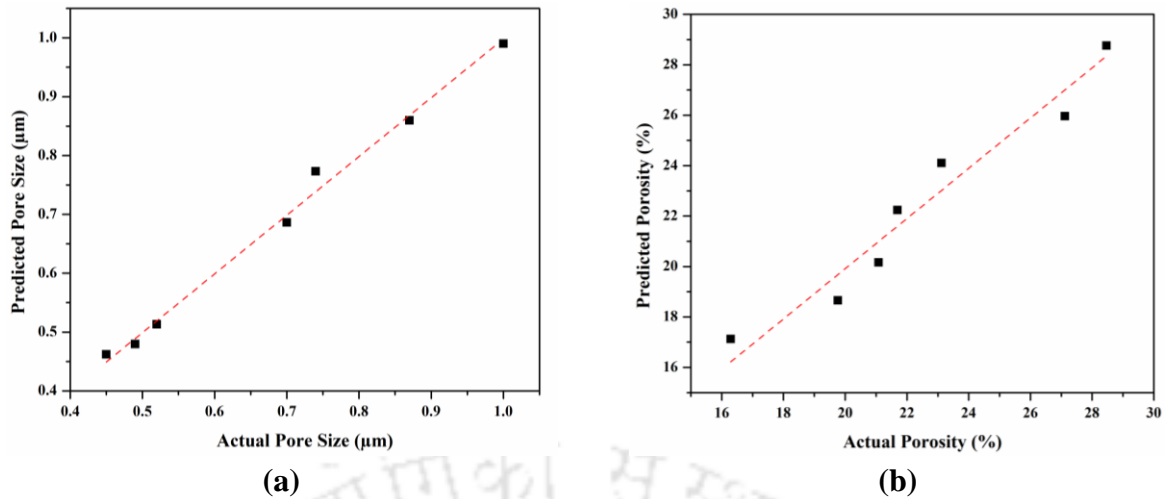 1.0
0.9
0.8
0.7
0.6
0.5
0.4
Predicted Pore Size (μm)
0.4 0.5 0.6 0.7 0.8 0.9 1.0
Actual Pore Size (μm)
(a)
30
28
26
24
22
20
18
16
Predicted Porosity (%)
16 18 20 22 24 26 28 30
Actual Porosity (%)
(b)